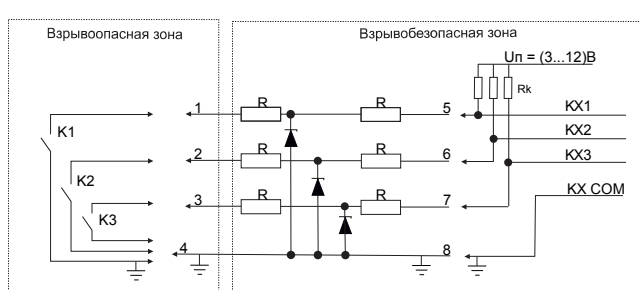 Взрывоопасная зона
Взрывобезопасная зона
Uп = (3...12)В
Rk
1 R R 5 KX1
K1
KX2
2 R R 6
K2 KX3
3 R R 7 KX COM
K3
4 8